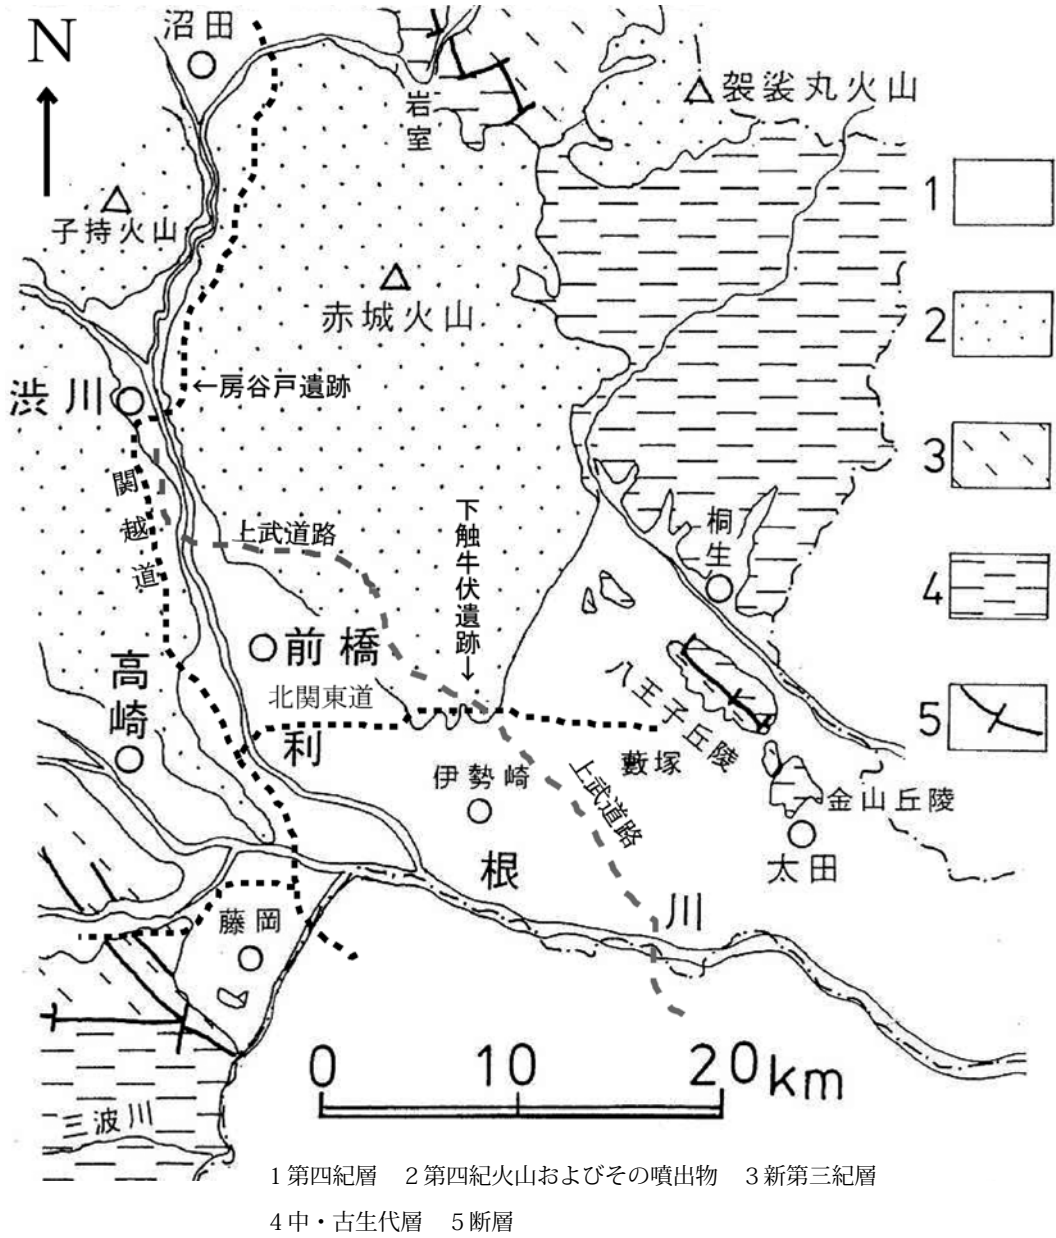 N
沼田
岩室
袈裟丸火山
子持火山
赤城火山
渋川
←房谷戸遺跡
関越道
上武道路
下触牛伏遺跡→
桐生
前橋
高崎
北関東道
八王子丘陵
利
藪塚
伊勢崎
上武道路
金山丘陵
太田
根
川
藤岡
三波川
0 10 20km
1
2
3
4
5
1 第四紀層 2 第四紀火山およびその噴出物 3 新第三紀層
4 中・古生代層 5 断層